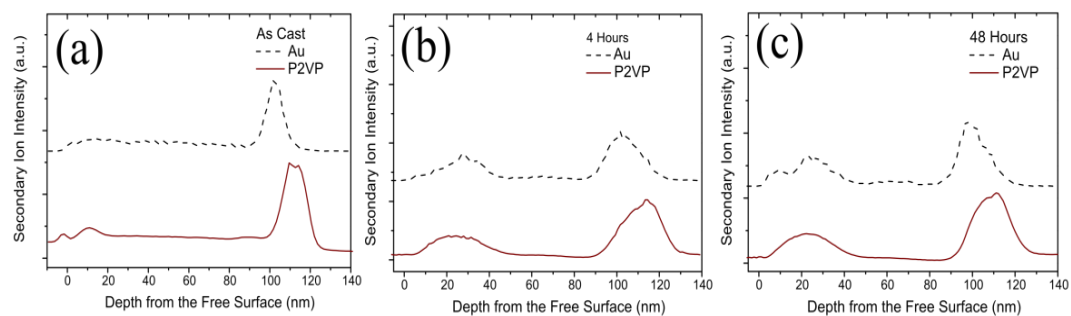 (a)
As Cast
Au
P2VP
Secondary Ion Intensity (a.u.)
0 20 40 60 80 100 120 140
Depth from the Free Surface (nm)
(b)
4 Hours
Au
P2VP
Secondary Ion Intensity (a.u.)
0 20 40 60 80 100 120 140
Depth from the Free Surface (nm)
(c)
48 Hours
Au
P2VP
Secondary Ion Intensity (a.u.)
0 20 40 60 80 100 120 140
Depth from the Free Surface (nm)